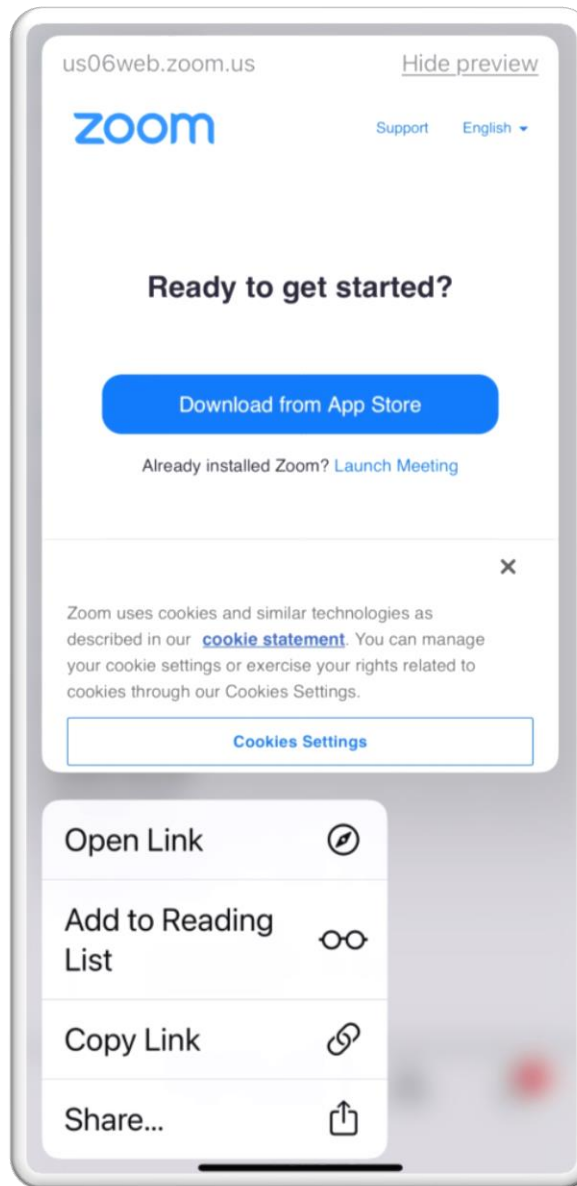 us06web.zoom.us Hide preview
zoom Support English
Ready to get started?
Download from App Store
Already installed Zoom? Launch Meeting
Zoom uses cookies and similar technologies as
described in our cookie statement. You can manage
your cookie settings or exercise your rights related to
cookies through our Cookies Settings.
Cookies Settings
Open Link
Add to Reading
List
Copy Link
Share...